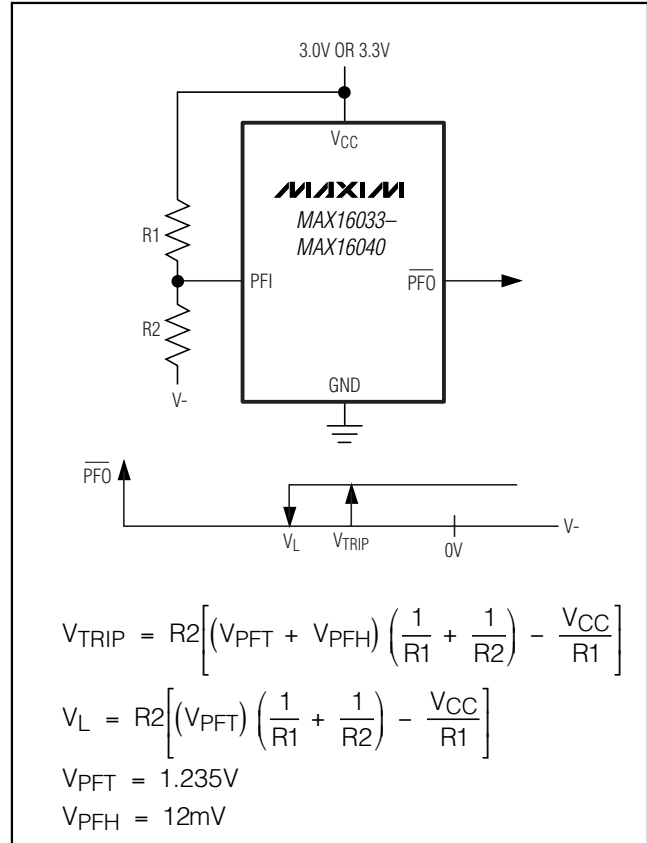 3.0V OR 3.3V
VCC
MAXIM
MAX16033–
MAX16040
R1
PFI
PFO
R2
V-
GND
PFO
VL VTRIP 0V V-
VTRIP = R2[(VPFT + VPFH) (1/R1 + 1/R2) − VCC/R1]
VL = R2[(VPFT) (1/R1 + 1/R2) − VCC/R1]
VPFT = 1.235V
VPFH = 12mV